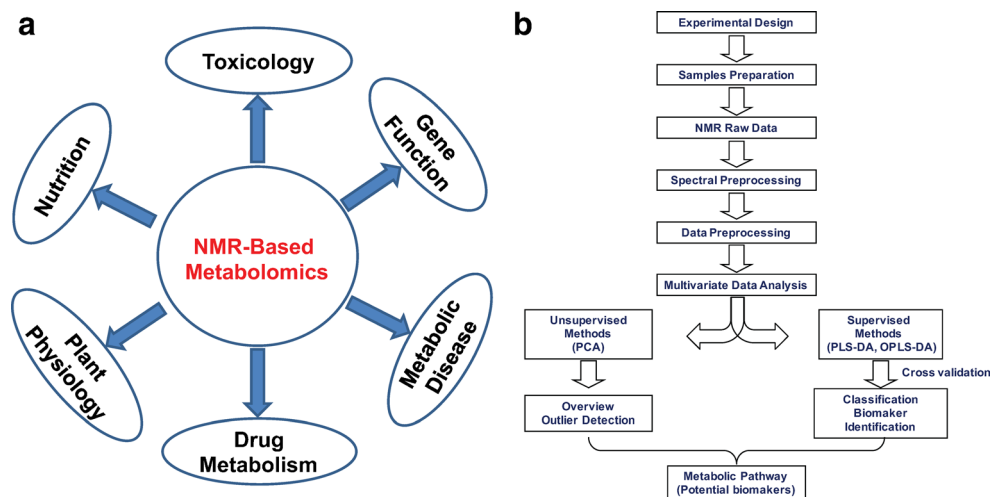 a
Toxicology
Gene
Function
Nutrition
NMR-Based
Metabolomics
Plant
Physiology
Metabolic
Disease
Drug
Metabolism
b
Experimental Design
Samples Preparation
NMR Raw Data
Spectral Preprocessing
Data Preprocessing
Multivariate Data Analysis
Unsupervised
Methods
(PCA)
Supervised
Methods
(PLS-DA, OPLS-DA)
Cross validation
Overview
Outlier Detection
Classification
Biomaker
Identification
Metabolic Pathway
(Potential biomakers)